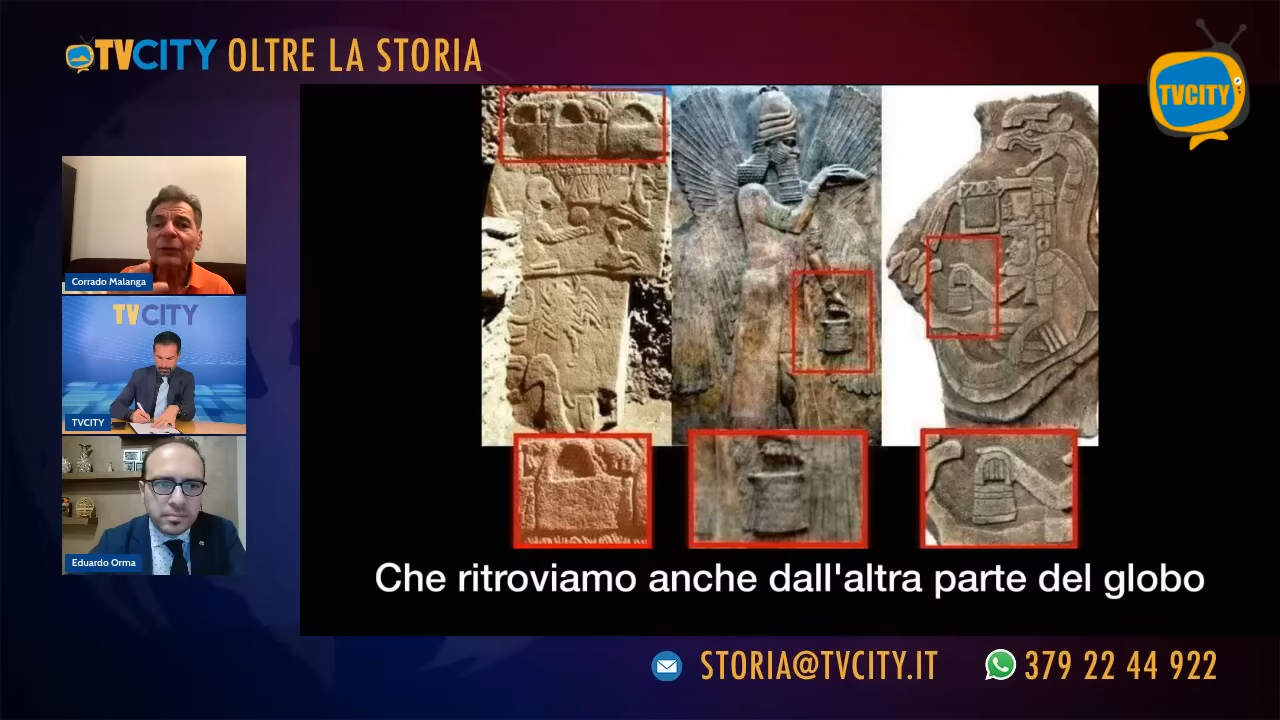 TVCITY OLTRE LA STORIA
TVCITY
Corrado Malanga
TVCITY
TVCITY
Eduardo Orma
Che ritroviamo anche dall'altra parte del globo
STORIA@TVCITY.IT
379 22 44 922